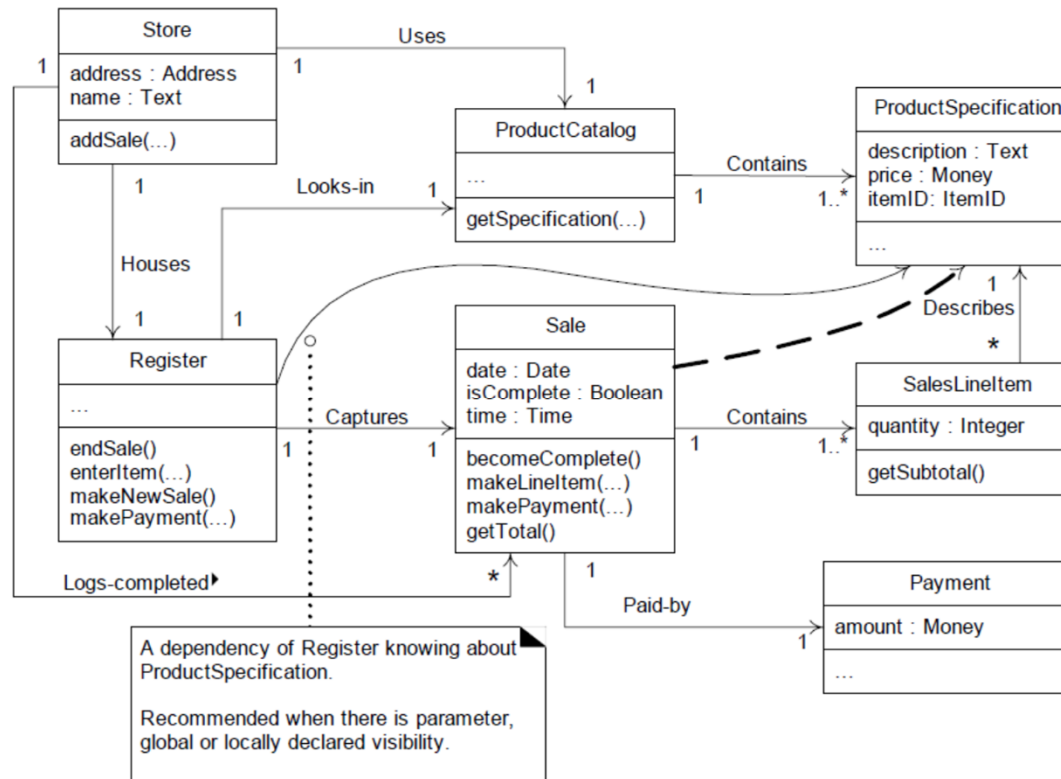 Store
address : Address
name : Text
addSale(...)
1
1
Uses
1
ProductCatalog
...
getSpecification(...)
1
Contains
1..*
ProductSpecification
description : Text
price : Money
itemID: ItemID
...
1
Looks-in
1
Houses
1
1
Register
...
endSale()
enterItem(...)
makeNewSale()
makePayment(...)
1
Captures
1
Sale
date : Date
isComplete : Boolean
time : Time
becomeComplete()
makeLineItem(...)
makePayment(...)
getTotal()
1
Describes
*
1
Contains
1..*
SalesLineItem
quantity : Integer
getSubtotal()
Logs-completed
*
1
Paid-by
1
Payment
amount : Money
...
A dependency of Register knowing about
ProductSpecification.
Recommended when there is parameter,
global or locally declared visibility.